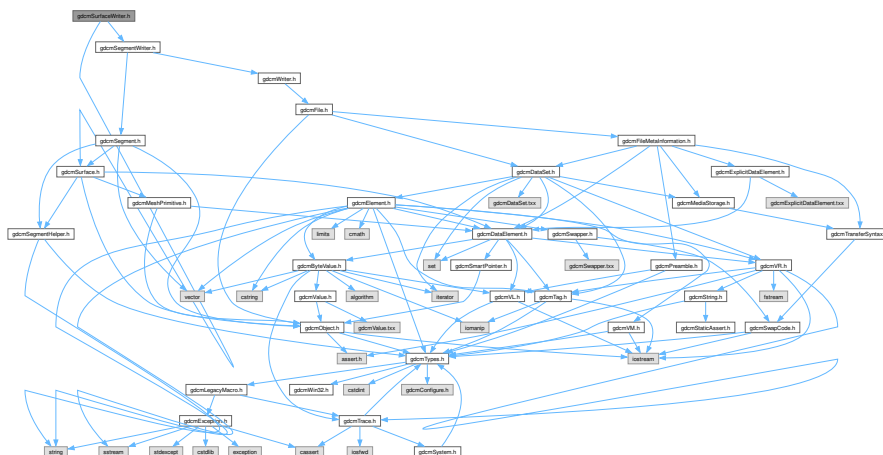 gdcmSurfaceWriter.h
gdcmSegmentWriter.h
gdcmWriter.h
gdcmFile.h
gdcmSegment.h
gdcmFileMetaInformation.h
gdcmSurface.h
gdcmDataSet.h
gdcmExplicitDataElement.h
gdcmMeshPrimitive.h
gdcmElement.h
gdcmDataSet.txx
gdcmMediaStorage.h
gdcmExplicitDataElement.txx
gdcmSegmentHelper.h
limits
cmath
gdcmDataElement.h
gdcmSwapper.h
gdcmTransferSyntax
gdcmByteValue.h
set
gdcmSmartPointer.h
gdcmSwapper.txx
gdcmPreamble.h
gdcmVR.h
vector
cstring
gdcmValue.h
algorithm
iterator
gdcmVL.h
gdcmTag.h
gdcmString.h
fstream
gdcmObject.h
gdcmValue.txx
iomanip
gdcmVM.h
gdcmStaticAssert.h
gdcmSwapCode.h
assert.h
gdcmTypes.h
iostream
gdcmLegacyMacro.h
gdcmWin32.h
cstdint
gdcmConfigure.h
gdcmException.h
gdcmTrace.h
string
sstream
stdexcept
cstdlib
exception
cassert
iosfwd
gdcmSystem.h